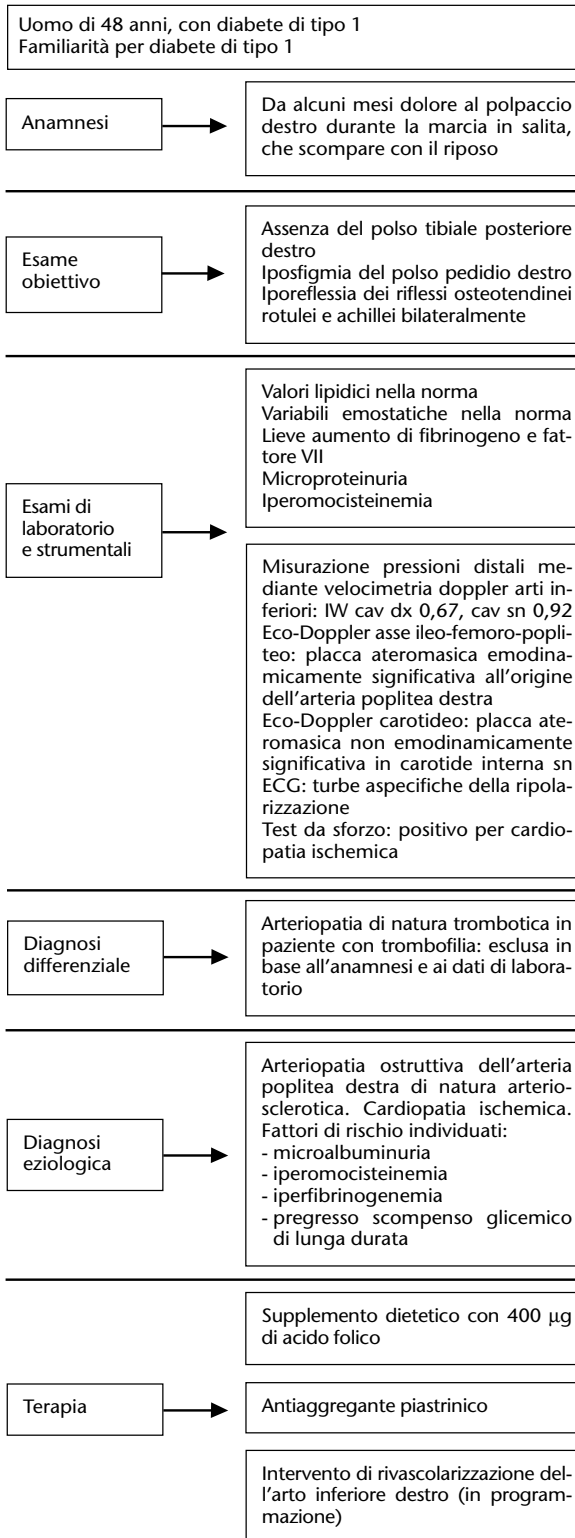 Uomo di 48 anni, con diabete di tipo 1
Familiarità per diabete di tipo 1
Anamnesi
Da alcuni mesi dolore al polpaccio
destro durante la marcia in salita,
che scompare con il riposo
Esame
obiettivo
Assenza del polso tibiale posteriore
destro
Iposfigmia del polso pedidio destro
Iporeflessia dei riflessi osteotendinei
rotulei e achillei bilateralmente
Esami di
laboratorio
e strumentali
Valori lipidici nella norma
Variabili emostatiche nella norma
Lieve aumento di fibrinogeno e fat-
tore VII
Microproteinuria
Iperomocisteinemia
Misurazione pressioni distali me-
diante velocimetria doppler arti in-
feriori: IW cav dx 0,67, cav sn 0,92
Eco-Doppler asse ileo-femoro-popli-
teo: placca ateromasica emodina-
micamente significativa all'origine
dell'arteria poplitea destra
Eco-Doppler carotideo: placca ate-
romasica non emodinamicamente
significativa in carotide interna sn
ECG: turbe aspecifiche della ripola-
rizzazione
Test da sforzo: positivo per cardio-
patia ischemica
Diagnosi
differenziale
Arteriopatia di natura trombotica in
paziente con trombofilia: esclusa in
base all'anamnesi e ai dati di labora-
torio
Diagnosi
eziologica
Arteriopatia ostruttiva dell'arteria
poplitea destra di natura arterio-
sclerotica. Cardiopatia ischemica.
Fattori di rischio individuati:
- microalbuminuria
- iperomocisteinemia
- iperfibrinogenemia
- pregresso scompenso glicemico
di lunga durata
Terapia
Supplemento dietetico con 400 μg
di acido folico
Antiaggregante piastrinico
Intervento di rivascolarizzazione del-
l'arto inferiore destro (in program-
mazione)